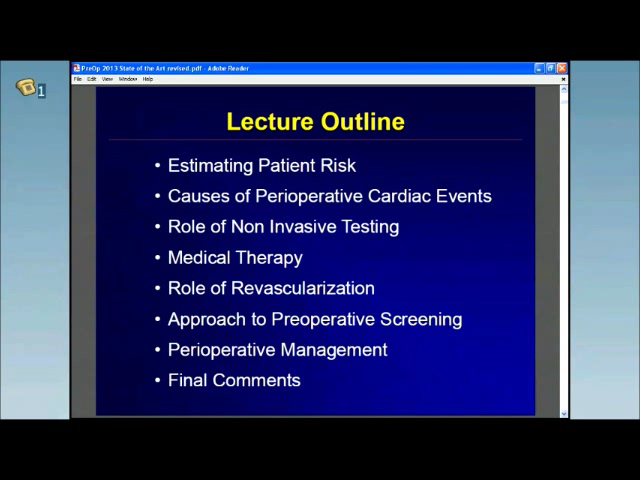 PreOp 2013 State of the Art revised.pdf - Adobe Reader
File Edit View Window Help
1
Lecture Outline
• Estimating Patient Risk
• Causes of Perioperative Cardiac Events
• Role of Non Invasive Testing
• Medical Therapy
• Role of Revascularization
• Approach to Preoperative Screening
• Perioperative Management
• Final Comments